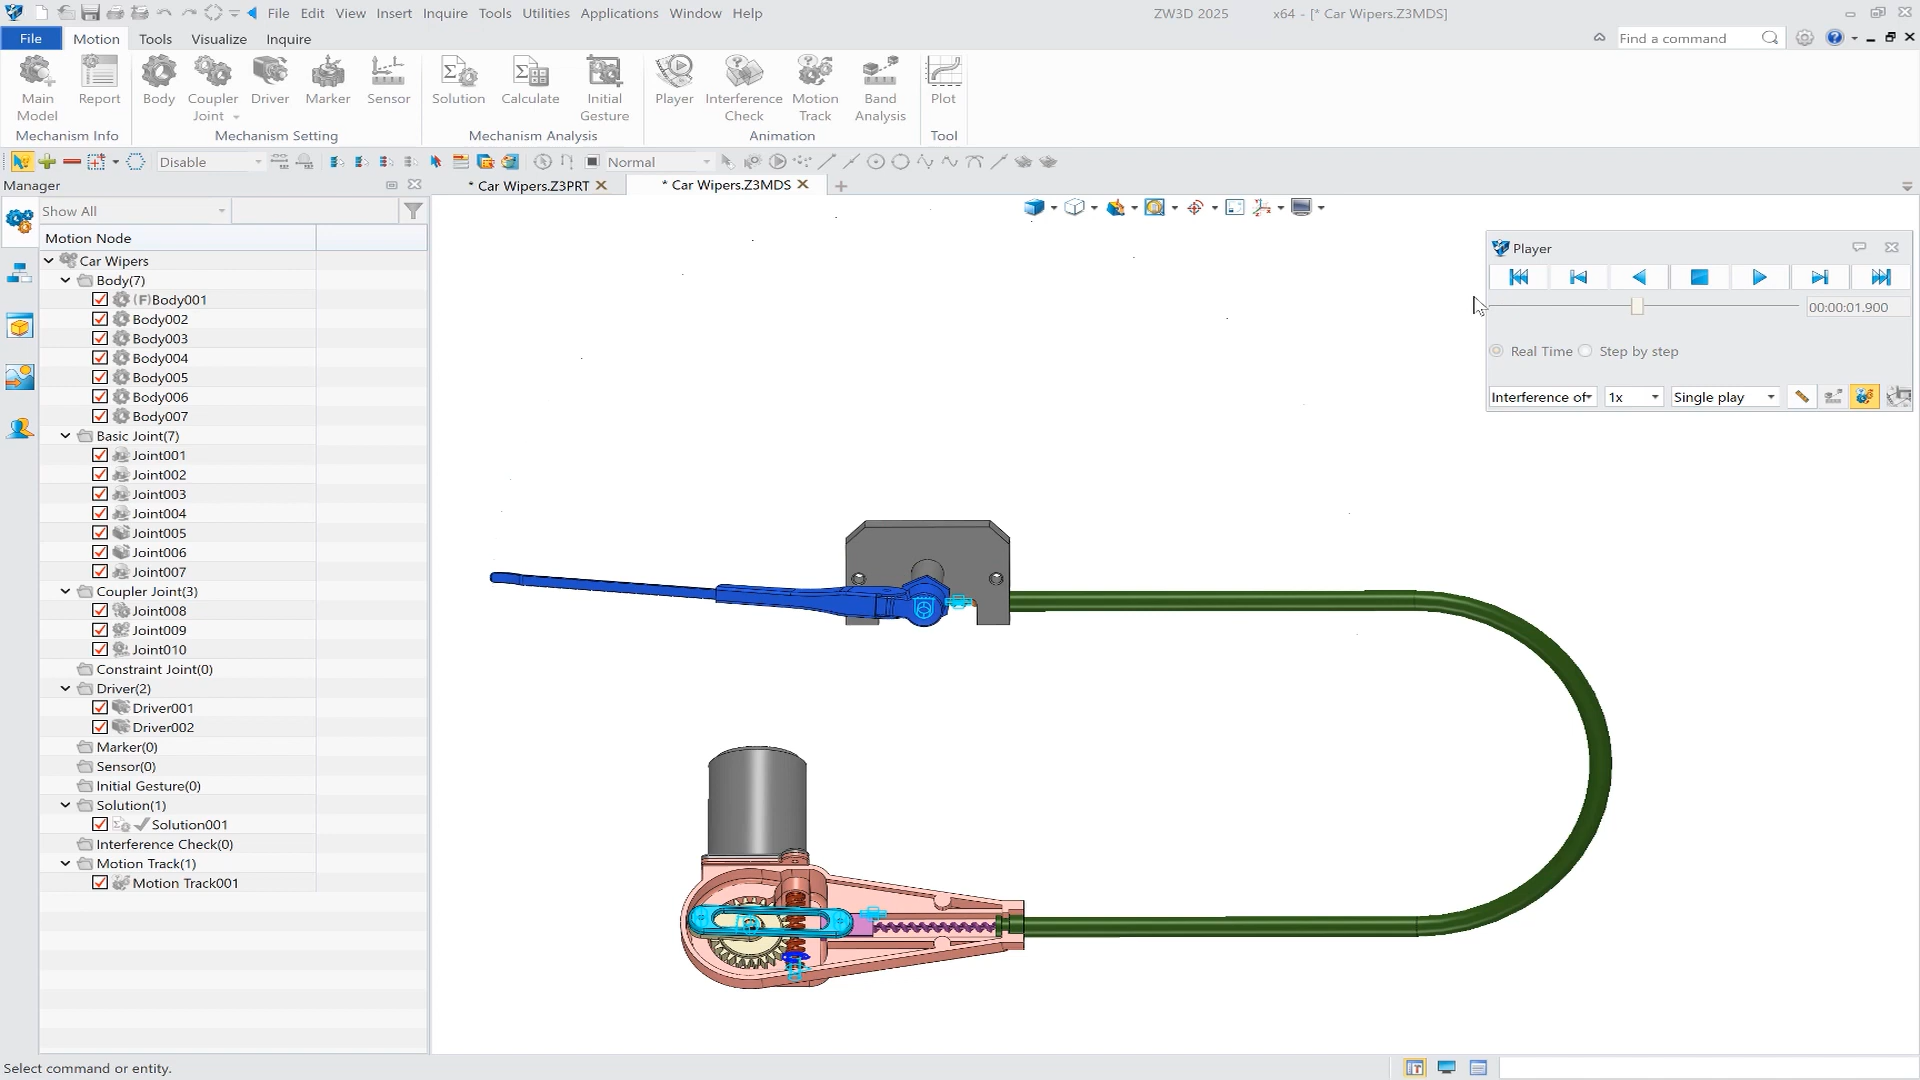 File Edit View Insert Inquire Tools Utilities Applications Window Help
ZW3D 2025 x64 - [* Car Wipers.Z3MDS]
File Motion Tools Visualize Inquire
Find a command
Main Model
Report
Body
Coupler Joint
Driver
Marker
Sensor
Solution
Calculate
Initial Gesture
Player
Interference Check
Motion Track
Band Analysis
Plot
Mechanism Info
Mechanism Setting
Mechanism Analysis
Animation
Tool
Disable
Normal
Manager
* Car Wipers.Z3PRT
* Car Wipers.Z3MDS
Show All
Motion Node
Car Wipers
Body(7)
(F)Body001
Body002
Body003
Body004
Body005
Body006
Body007
Basic Joint(7)
Joint001
Joint002
Joint003
Joint004
Joint005
Joint006
Joint007
Coupler Joint(3)
Joint008
Joint009
Joint010
Constraint Joint(0)
Driver(2)
Driver001
Driver002
Marker(0)
Sensor(0)
Initial Gesture(0)
Solution(1)
Solution001
Interference Check(0)
Motion Track(1)
Motion Track001
Player
00:00:01.900
Real Time
Step by step
Interference of
1x
Single play
Select command or entity.